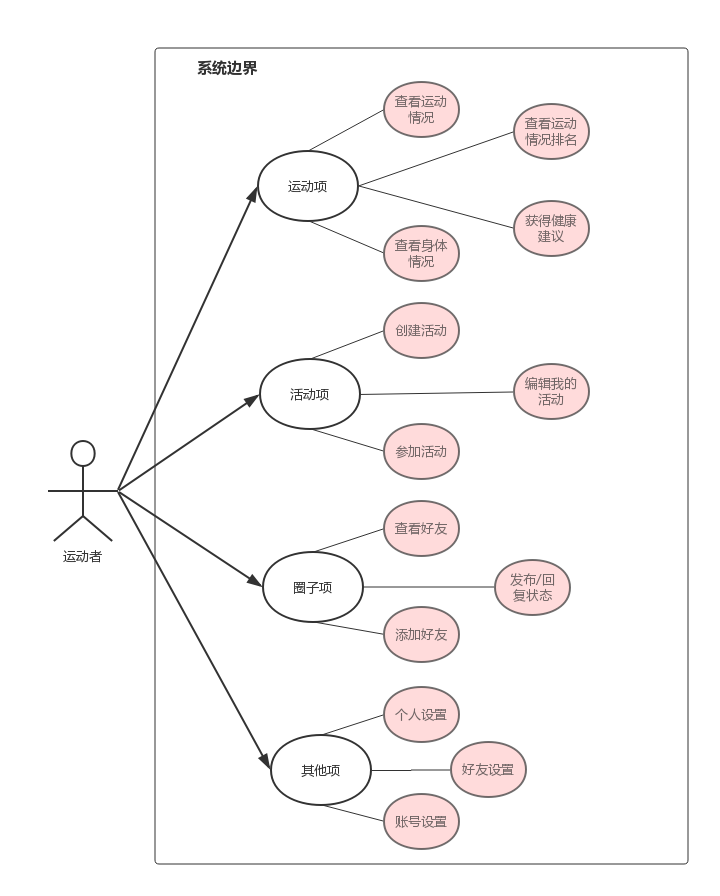 系统边界
查看运动
情况
查看运动
情况排名
运动项
获得健康
建议
查看身体
情况
创建活动
编辑我的
活动
活动项
参加活动
运动者
查看好友
圈子项
发布/回
复状态
添加好友
个人设置
其他项
好友设置
账号设置